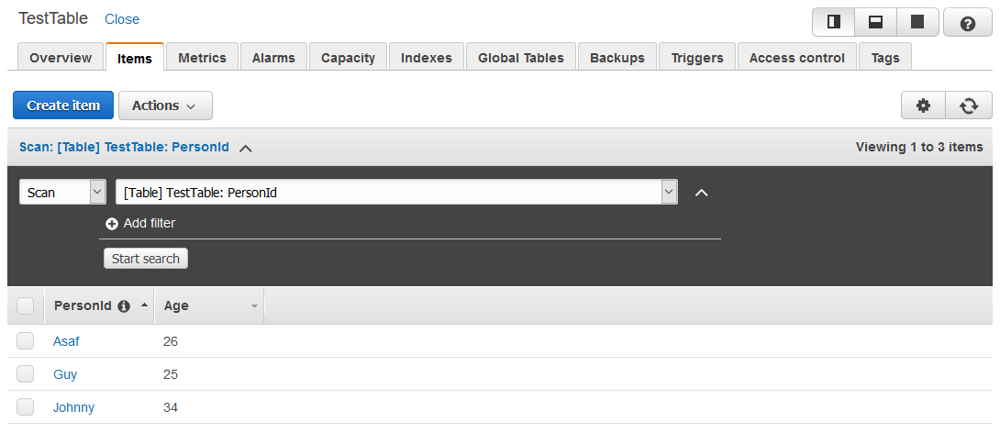 TestTable Close
Overview Items Metrics Alarms Capacity Indexes Global Tables Backups Triggers Access control Tags
Create item Actions
Scan: [Table] TestTable: PersonId Viewing 1 to 3 items
Scan [Table] TestTable: PersonId
Add filter
Start search
PersonId Age
Asaf 26
Guy 25
Johnny 34